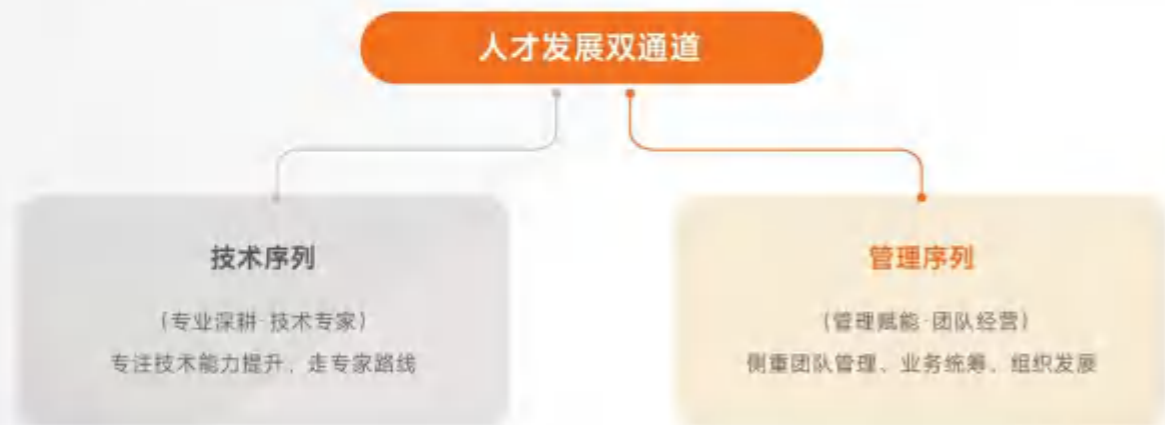 人才发展双通道
技术序列
（专业深耕·技术专家）
专注技术能力提升、走专家路线
管理序列
（管理赋能·团队经营）
侧重团队管理、业务统筹、组织发展